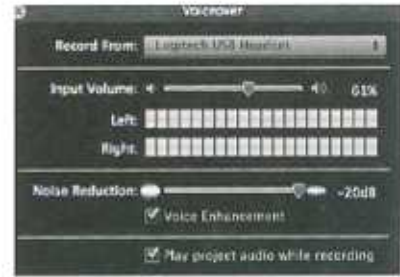 Voiceover
Record From: Logitech USB Headset
Input Volume: 61%
Left:
Right:
Noise Reduction: -20dB
Voice Enhancement
Play project audio while recording